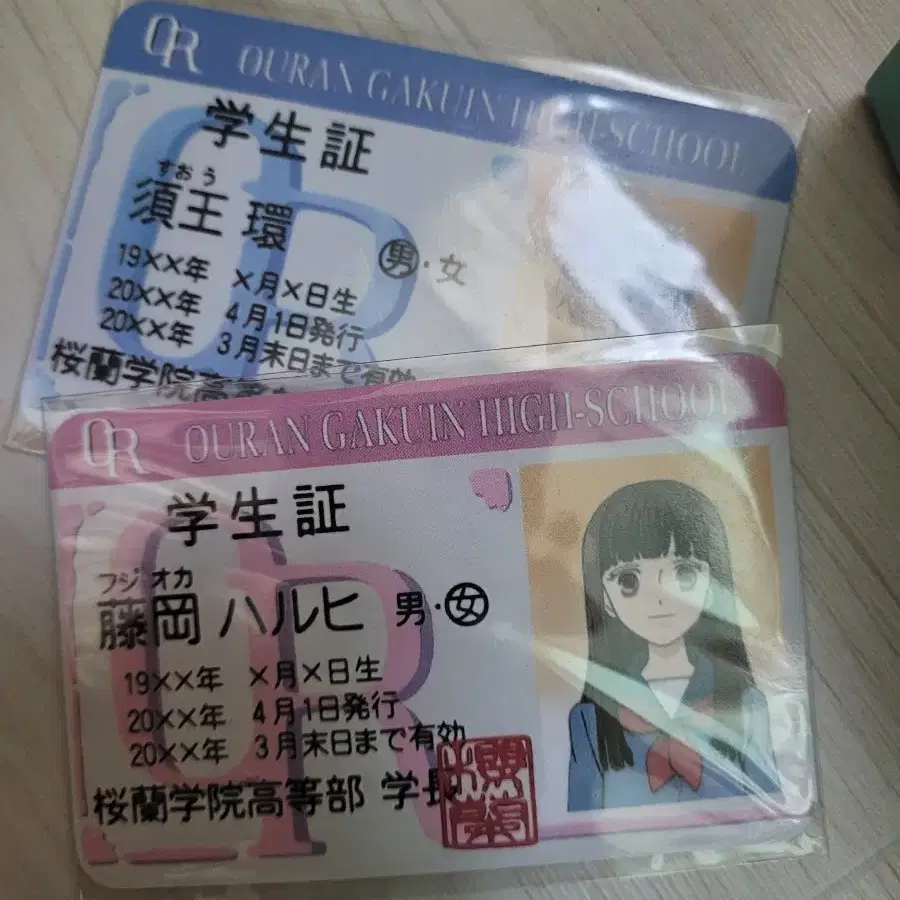 OR OURAN GAKUIN HIGH-SCHOOL
学生証
すおう
須王 環
男・女
19××年 ×月×日生
20××年 4月1日発行
20××年 3月末日まで有効
桜蘭学院高等
OR OURAN GAKUIN HIGH-SCHOOL
学生証
フジ オカ
藤岡 ハルヒ 男・女
19××年 ×月×日生
20××年 4月1日発行
20××年 3月末日まで有効
桜蘭学院高等部 学長